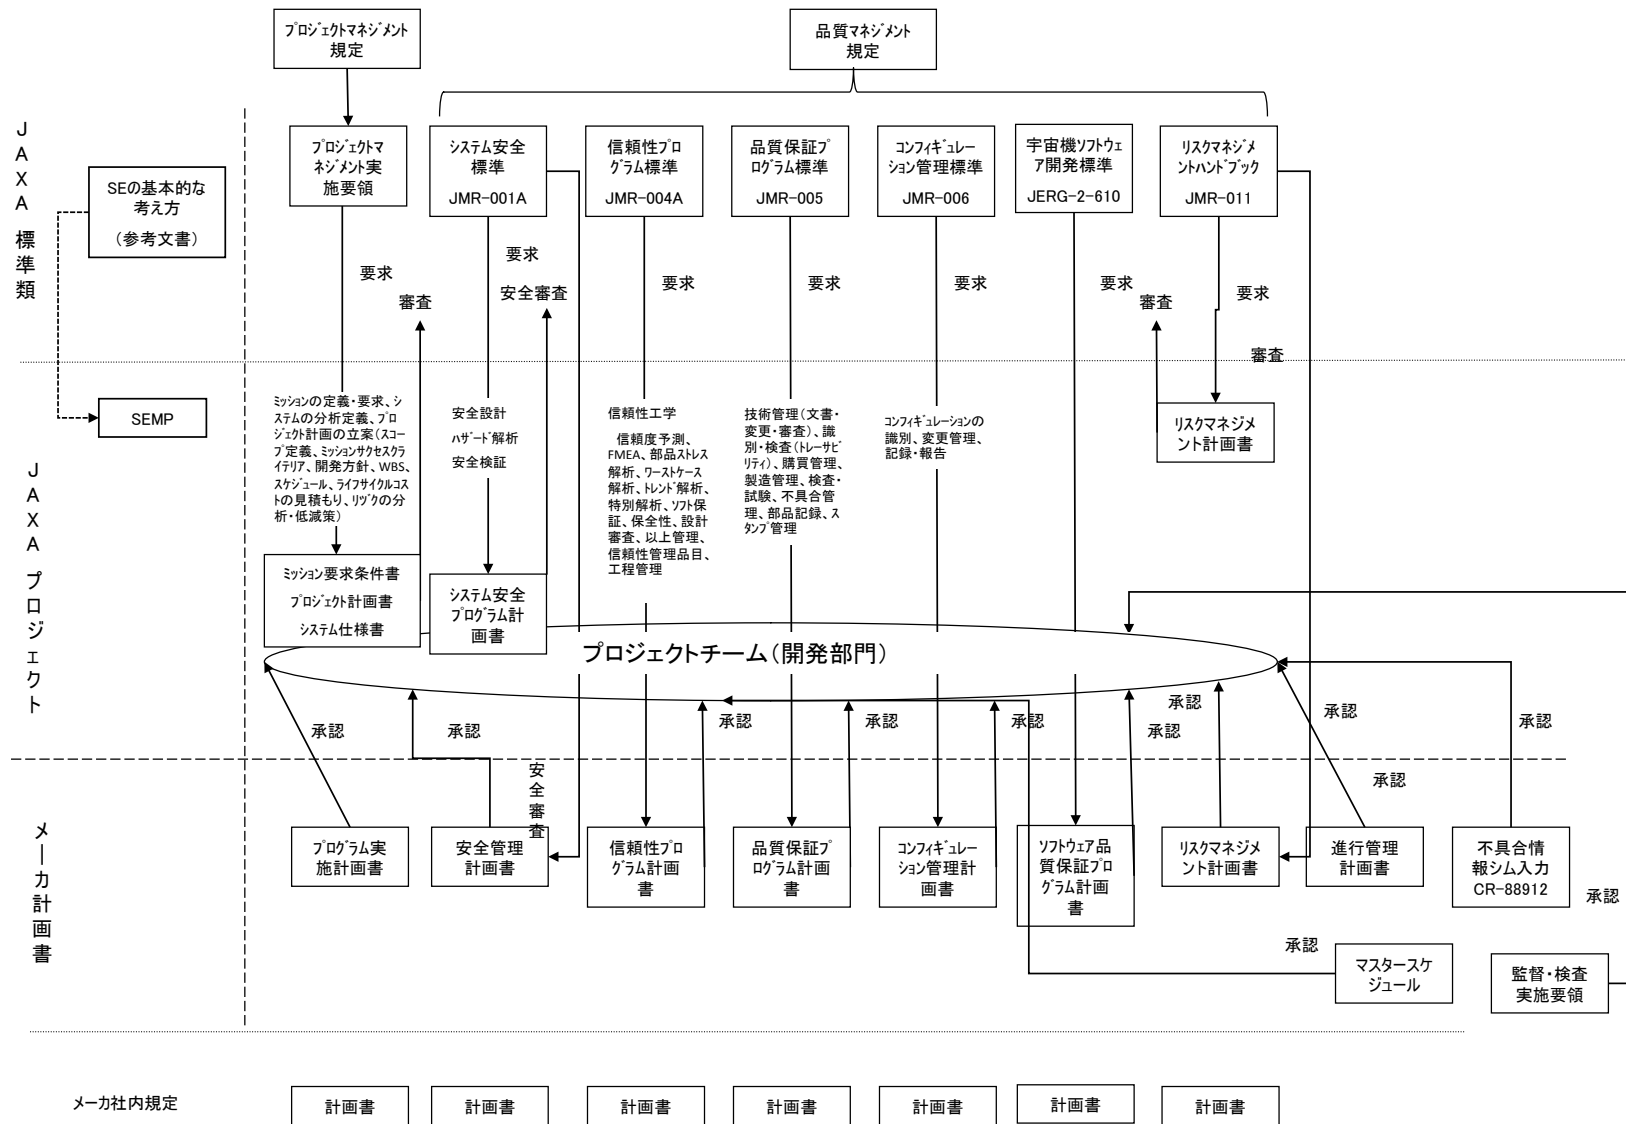 プロジェクトマネジメント
規定
品質マネジメント
規定
JAXA標準類
SEの基本的な
考え方
（参考文書）
プロジェクトマ
ネジメント実
施要領
システム安全
標準
JMR-001A
信頼性プロ
グラム標準
JMR-004A
品質保証プ
ログラム標準
JMR-005
コンフィギュレー
ション管理標準
JMR-006
宇宙機ソフトウェ
ア開発標準
JERG-2-610
リスクマネジメ
ントハンドブック
JMR-011
要求
審査
要求
安全審査
要求
要求
要求
要求
審査
要求
審査
JAXAプロジェクト
SEMP
ミッションの定義・要求、シ
ステムの分析定義、プロ
ジェクト計画の立案（スコー
プ定義、ミッションサクセスクラ
イテリア、開発方針、WBS、
スケジュール、ライフサイクルコス
トの見積もり、リヅクの分
析・低減策）
安全設計
ハザード解析
安全検証
信頼性工学
信頼度予測、
FMEA、部品ストレス
解析、ワーストケース
解析、トレンド解析、
特別解析、ソフト保
証、保全性、設計
審査、以上管理、
信頼性管理品目、
工程管理
技術管理（文書・
変更・審査）、識
別・検査（トレーサビ
リティ）、購買管理、
製造管理、検査・
試験、不具合管
理、部品記録、ス
タンプ管理
コンフィギュレーションの
識別、変更管理、
記録・報告
リスクマネジメ
ント計画書
ミッション要求条件書
プロジェクト計画書
システム仕様書
システム安全
プログラム計
画書
プロジェクトチーム（開発部門）
承認
承認
承認
承認
承認
承認
承認
承認
承認
承認
安全審査
メーカ計画書
プログラム実
施計画書
安全管理
計画書
信頼性プロ
グラム計画
書
品質保証プ
ログラム計画
書
コンフィギュレー
ション管理計
画書
ソフトウェア品
質保証プロ
グラム計画
書
リスクマネジメ
ント計画書
進行管理
計画書
不具合情
報シム入力
CR-88912
承認
承認
マスタースケ
ジュール
監督・検査
実施要領
メーカ社内規定
計画書
計画書
計画書
計画書
計画書
計画書
計画書